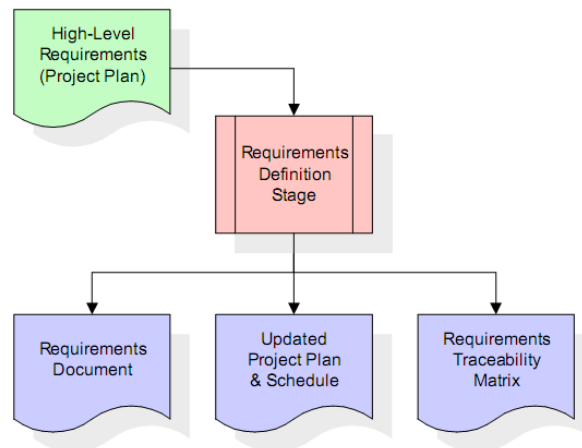 High-Level
Requirements
(Project Plan)
Requirements
Definition
Stage
Requirements
Document
Updated
Project Plan
& Schedule
Requirements
Traceability
Matrix